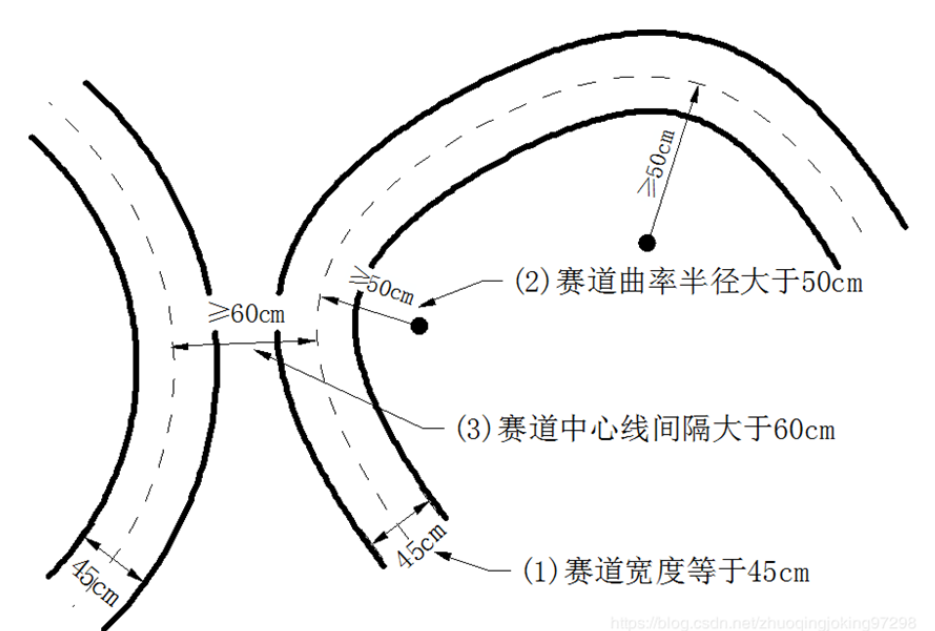 ≥50cm
≥50cm
(2)赛道曲率半径大于50cm
≥60cm
(3)赛道中心线间隔大于60cm
45cm
45cm
(1)赛道宽度等于45cm
https://blog.csdn.net/zhuoqingjoking97298